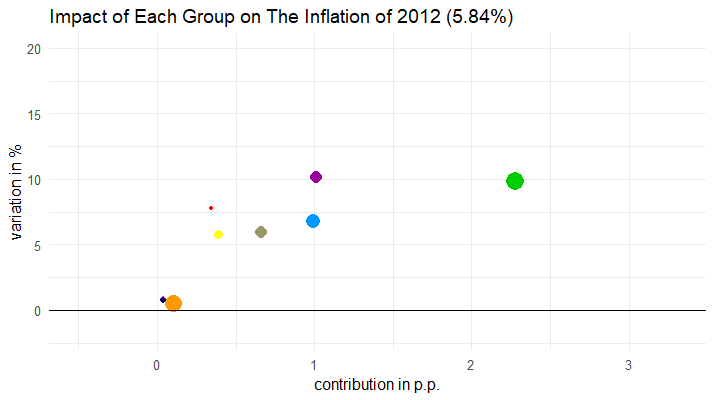 Impact of Each Group on The Inflation of 2012 (5.84%)
20
15
10
5
0
variation in %
0 1 2 3
contribution in p.p.